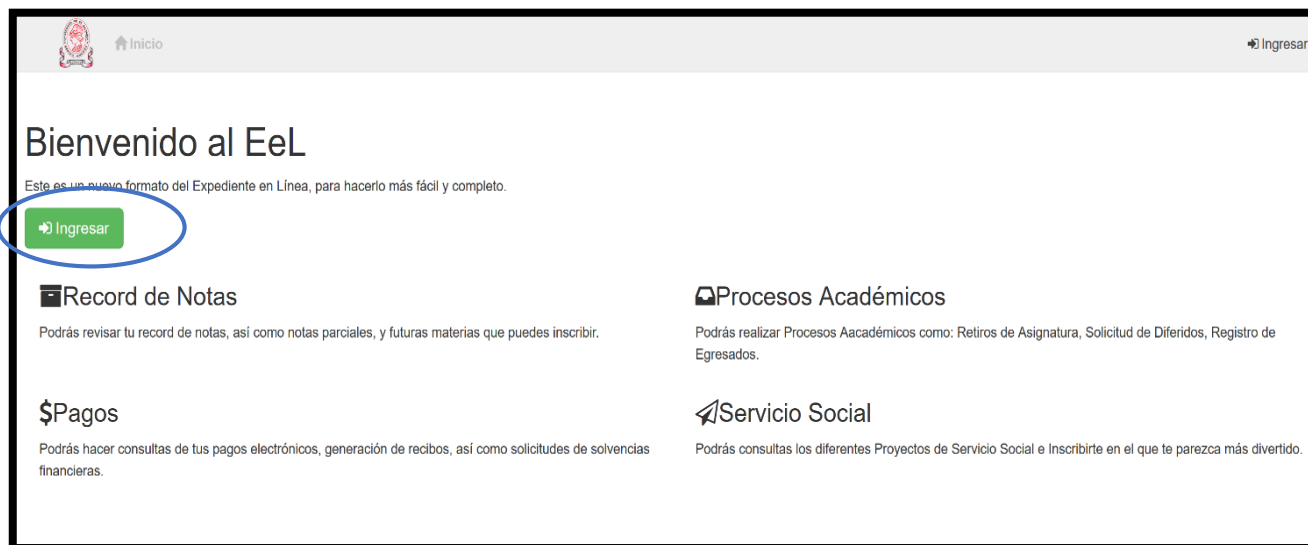 Inicio
Ingresar
Bienvenido al EeL
Este es un nuevo formato del Expediente en Línea, para hacerlo más fácil y completo.
Ingresar
Record de Notas
Podrás revisar tu record de notas, así como notas parciales, y futuras materias que puedes inscribir.
Procesos Académicos
Podrás realizar Procesos Aacadémicos como: Retiros de Asignatura, Solicitud de Diferidos, Registro de
Egresados.
$Pagos
Podrás hacer consultas de tus pagos electrónicos, generación de recibos, así como solicitudes de solvencias
financieras.
Servicio Social
Podrás consultas los diferentes Proyectos de Servicio Social e Inscribirte en el que te parezca más divertido.